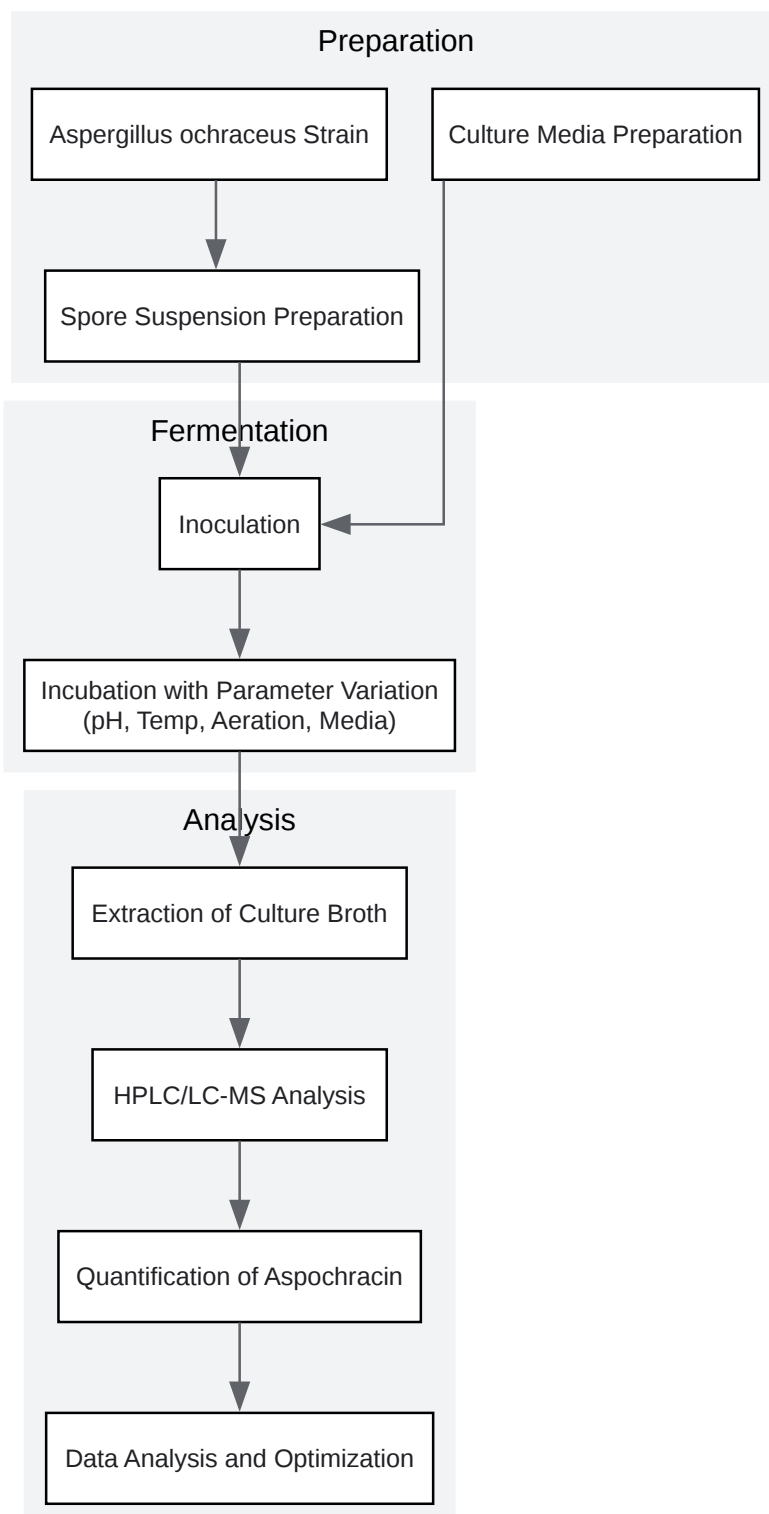 Preparation
Aspergillus ochraceus Strain
Culture Media Preparation
Spore Suspension Preparation
Fermentation
Inoculation
Incubation with Parameter Variation
(pH, Temp, Aeration, Media)
Analysis
Extraction of Culture Broth
HPLC/LC-MS Analysis
Quantification of Aspochracin
Data Analysis and Optimization